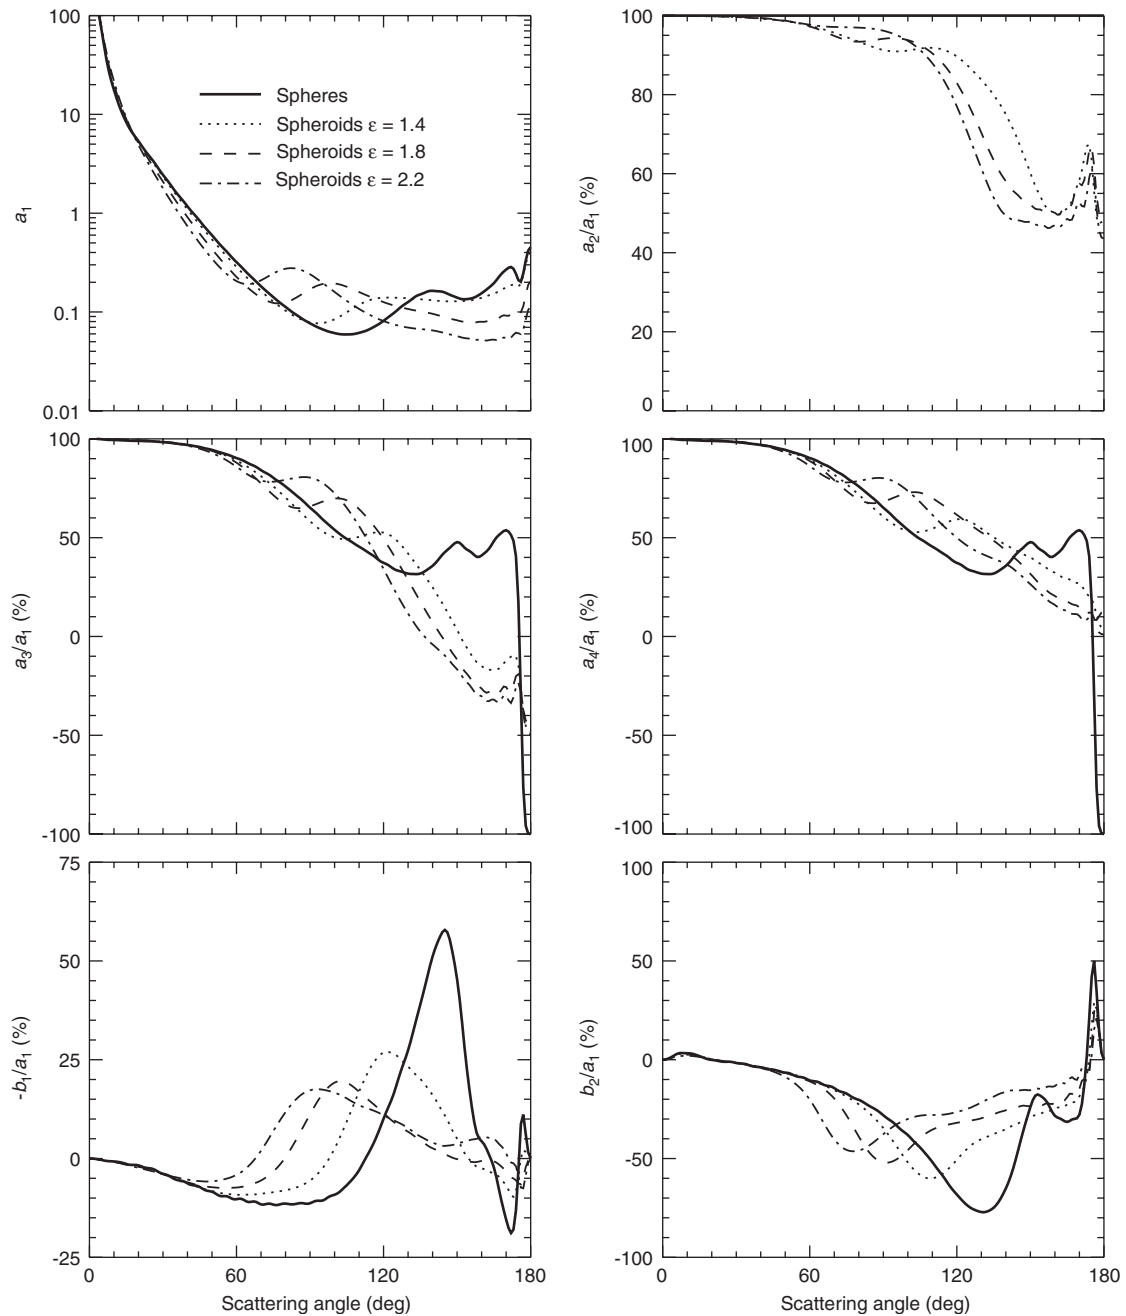 100
10
1
0.1
0.01
a1
Spheres
Spheroids ε = 1.4
Spheroids ε = 1.8
Spheroids ε = 2.2
100
80
60
40
20
0
a2/a1 (%)
100
50
0
-50
-100
a3/a1 (%)
100
50
0
-50
-100
a4/a1 (%)
75
50
25
0
-25
-b1/a1 (%)
0 60 120 180
Scattering angle (deg)
100
50
0
-50
-100
b2/a1 (%)
0 60 120 180
Scattering angle (deg)